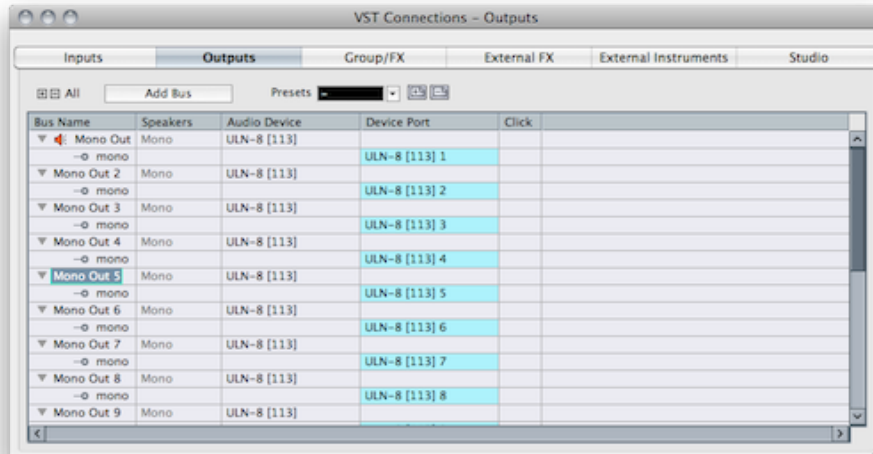 VST Connections – Outputs
Inputs Outputs Group/FX External FX External Instruments Studio
All Add Bus Presets -
Bus Name Speakers Audio Device Device Port Click
Mono Out Mono ULN-8 [113]
mono ULN-8 [113] 1
Mono Out 2 Mono ULN-8 [113]
mono ULN-8 [113] 2
Mono Out 3 Mono ULN-8 [113]
mono ULN-8 [113] 3
Mono Out 4 Mono ULN-8 [113]
mono ULN-8 [113] 4
Mono Out 5 Mono ULN-8 [113]
mono ULN-8 [113] 5
Mono Out 6 Mono ULN-8 [113]
mono ULN-8 [113] 6
Mono Out 7 Mono ULN-8 [113]
mono ULN-8 [113] 7
Mono Out 8 Mono ULN-8 [113]
mono ULN-8 [113] 8
Mono Out 9 Mono ULN-8 [113]